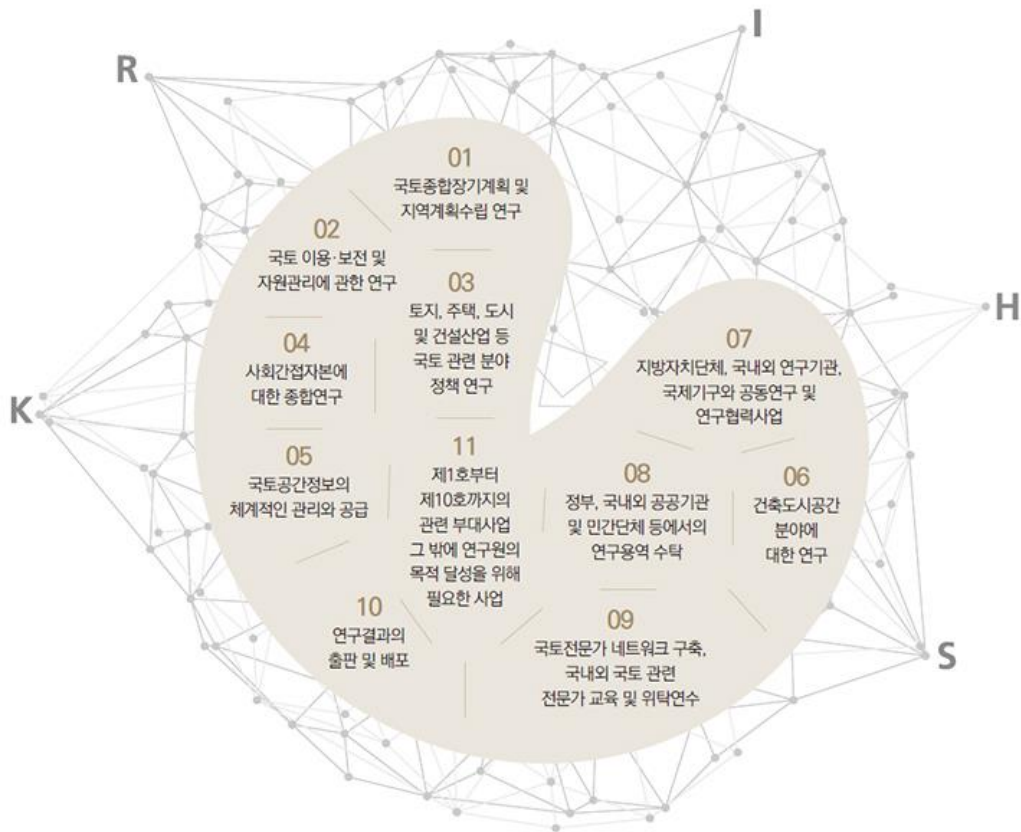 K
R
I
H
S
01
국토종합장기계획 및
지역계획수립 연구
02
국토 이용·보전 및
자원관리에 관한 연구
03
토지, 주택, 도시
및 건설산업 등
국토 관련 분야
정책 연구
04
사회간접자본에
대한 종합연구
05
국토공간정보의
체계적인 관리와 공급
06
건축도시공간
분야에
대한 연구
07
지방자치단체, 국내외 연구기관,
국제기구와 공동연구 및
연구협력사업
08
정부, 국내외 공공기관
및 민간단체 등에서의
연구용역 수탁
09
국토전문가 네트워크 구축,
국내외 국토 관련
전문가 교육 및 위탁연수
10
연구결과의
출판 및 배포
11
제1호부터
제10호까지의
관련 부대사업
그 밖에 연구원의
목적 달성을 위해
필요한 사업